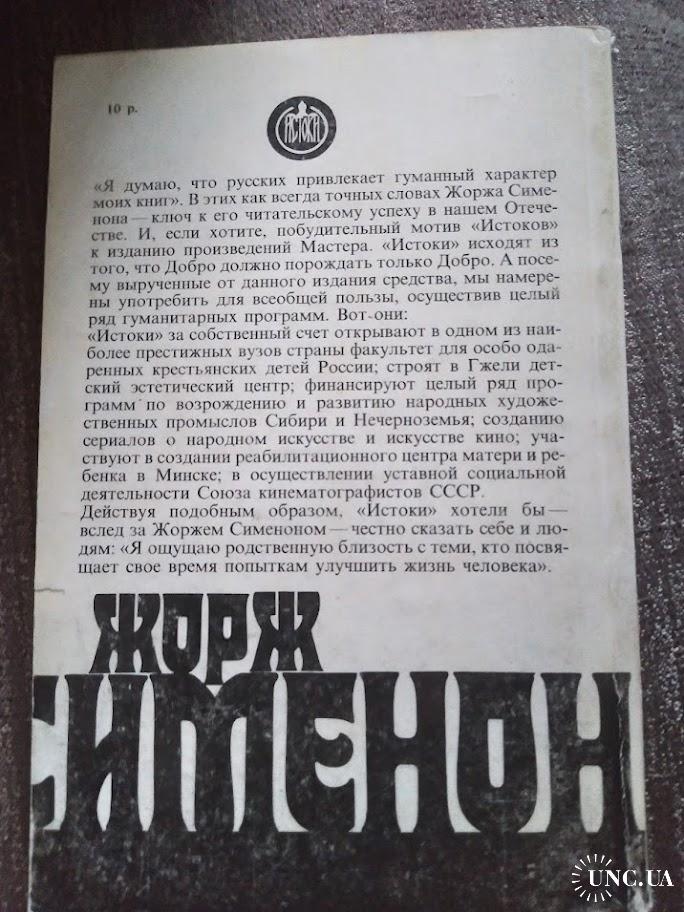 10 р.
ИСТОКИ
«Я думаю, что русских привлекает гуманный характер
моих книг». В этих как всегда точных словах Жоржа Симе-
нона — ключ к его читательскому успеху в нашем Отече-
стве. И, если хотите, побудительный мотив «Истоков»
к изданию произведений Мастера. «Истоки» исходят из
того, что Добро должно порождать только Добро. А посе-
му вырученные от данного издания средства, мы намере-
ны употребить для всеобщей пользы, осуществив целый
ряд гуманитарных программ. Вот они:
«Истоки» за собственный счет открывают в одном из наи-
более престижных вузов страны факультет для особо ода-
ренных крестьянских детей России; строят в Гжели дет-
ский эстетический центр; финансируют целый ряд про-
грамм по возрождению и развитию народных художе-
ственных промыслов Сибири и Нечерноземья; созданию
сериалов о народном искусстве и искусстве кино; уча-
ствуют в создании реабилитационного центра матери и ре-
бенка в Минске; в осуществлении уставной социальной
деятельности Союза кинематографистов СССР.
Действуя подобным образом, «Истоки» хотели бы —
вслед за Жоржем Сименоном — честно сказать себе и лю-
дям: «Я ощущаю родственную близость с теми, кто посвя-
щает свое время попыткам улучшить жизнь человека».
ЖОРЖ
СИМЕНОН
UNC.UA